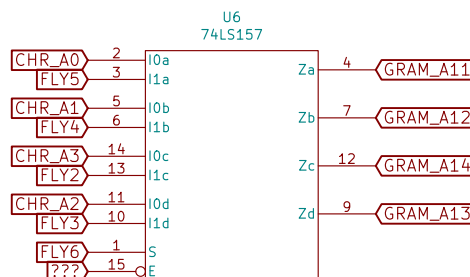 U6
74LS157
CHR_A0 2 I0a Za 4 GRAM_A11
FLY5 3 I1a
CHR_A1 5 I0b Zb 7 GRAM_A12
FLY4 6 I1b
CHR_A3 14 I0c Zc 12 GRAM_A14
FLY2 13 I1c
CHR_A2 11 I0d Zd 9 GRAM_A13
FLY3 10 I1d
FLY6 1 S
??? 15 E